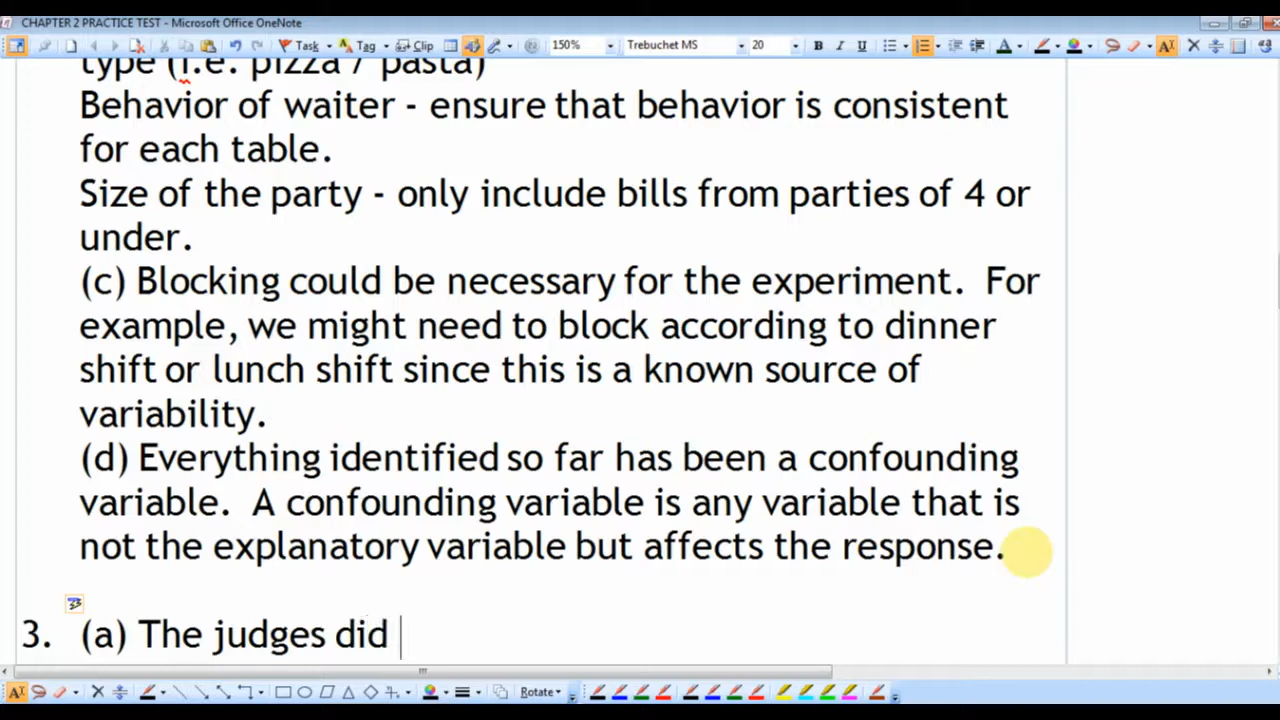 CHAPTER 2 PRACTICE TEST - Microsoft Office OneNote
Task Tag Clip 150% Trebuchet MS 20 B I U A
type (i.e. pizza / pasta)
Behavior of waiter - ensure that behavior is consistent
for each table.
Size of the party - only include bills from parties of 4 or
under.
(c) Blocking could be necessary for the experiment. For
example, we might need to block according to dinner
shift or lunch shift since this is a known source of
variability.
(d) Everything identified so far has been a confounding
variable. A confounding variable is any variable that is
not the explanatory variable but affects the response.
3. (a) The judges did
Rotate